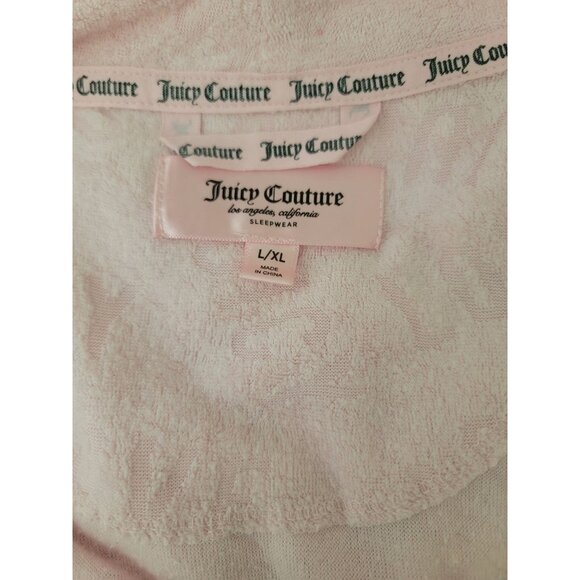 Couture Juicy Couture Juicy Couture Juicy Couture
Couture Juicy Coutur
Juicy Couture
los angeles, california
SLEEPWEAR
L/XL
MADE
IN CHINA